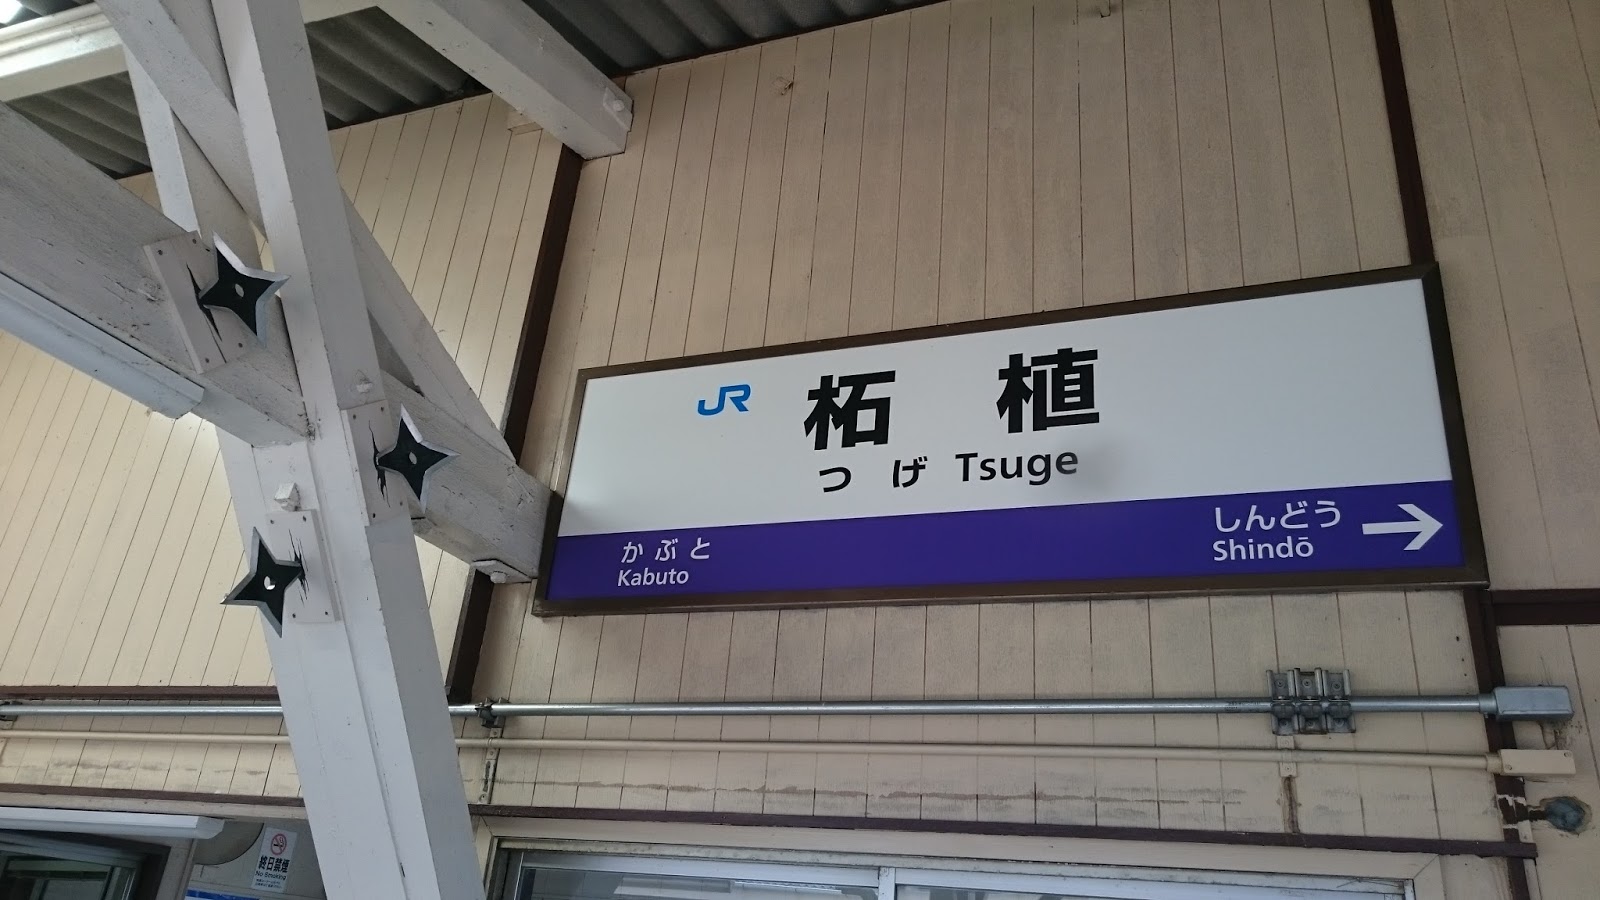 JR 柘植
つげ Tsuge
かぶと
Kabuto
しんどう
Shindō
終日禁煙
No Smoking